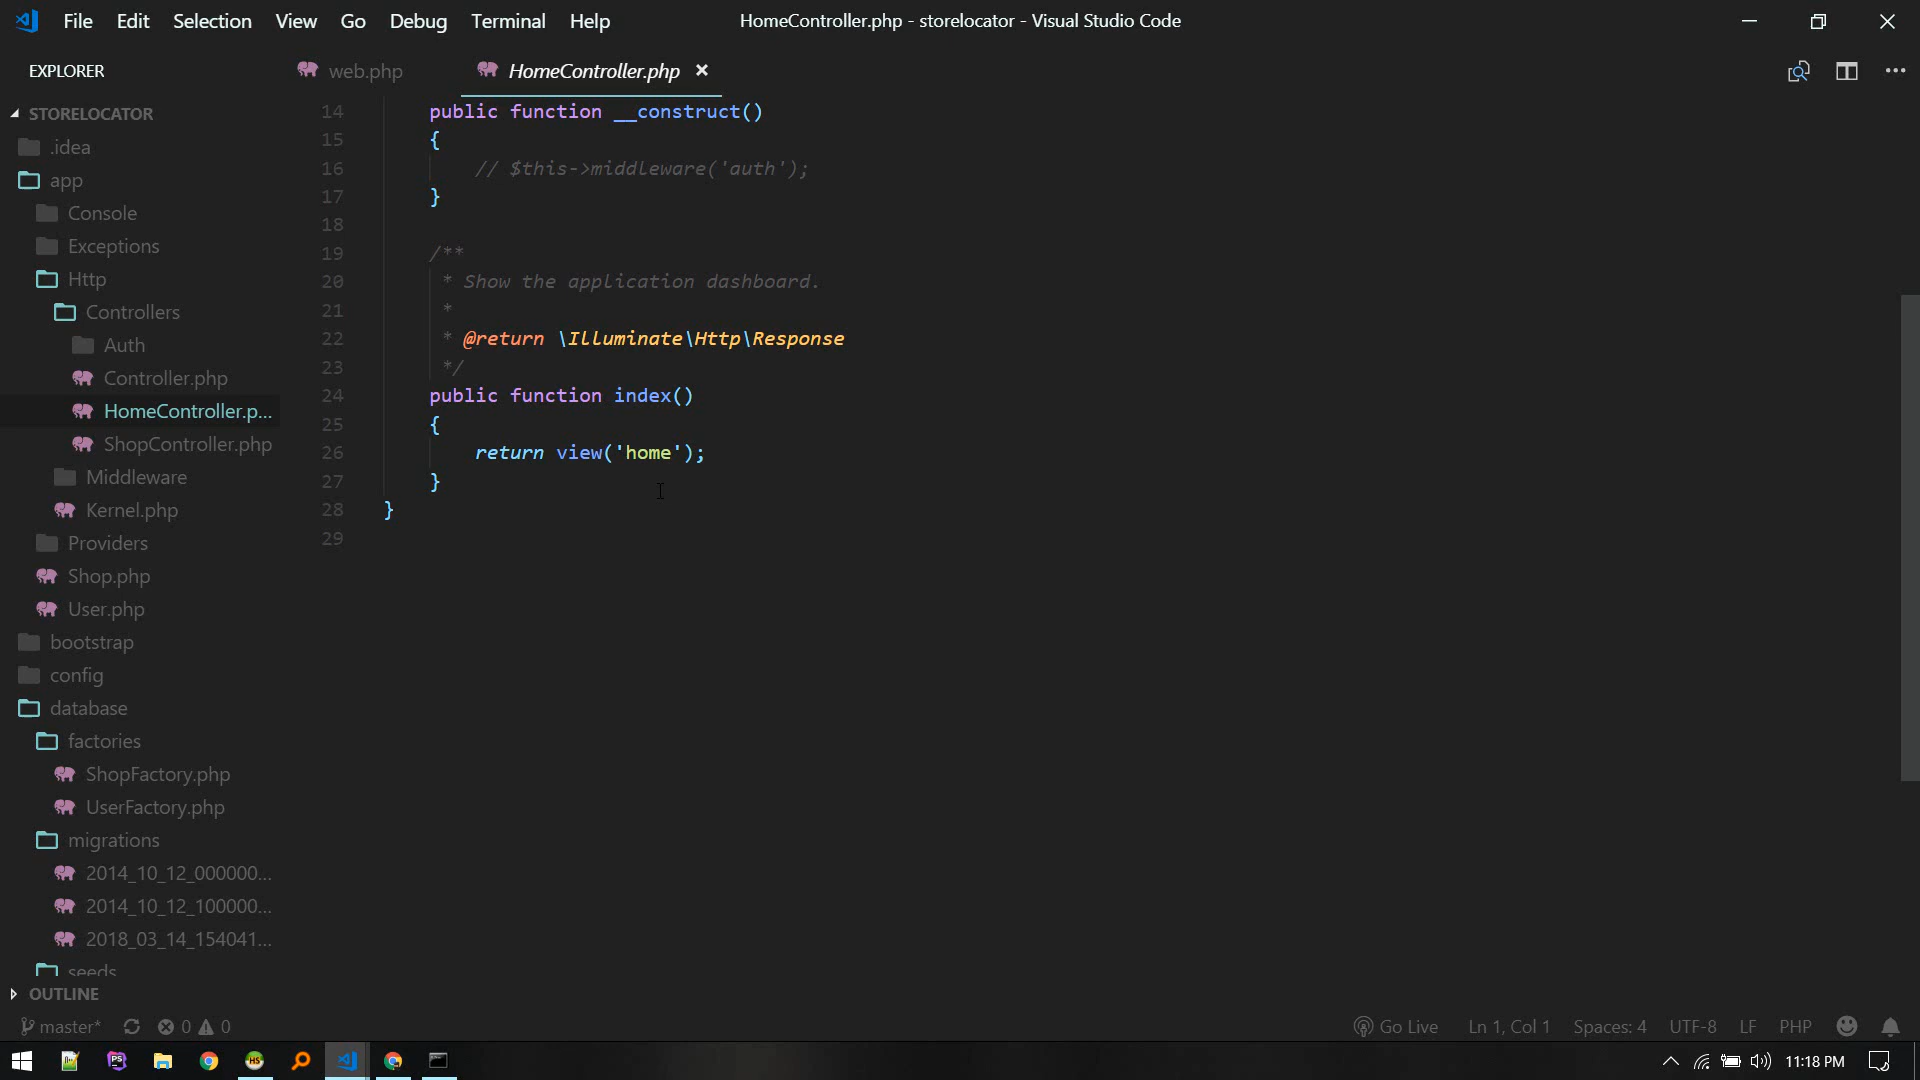 File Edit Selection View Go Debug Terminal Help
HomeController.php - storelocator - Visual Studio Code
EXPLORER
web.php
HomeController.php
STORELOCATOR
.idea
app
Console
Exceptions
Http
Controllers
Auth
Controller.php
HomeController.p...
ShopController.php
Middleware
Kernel.php
Providers
Shop.php
User.php
bootstrap
config
database
factories
ShopFactory.php
UserFactory.php
migrations
2014_10_12_000000...
2014_10_12_100000...
2018_03_14_154041...
seeds
OUTLINE
14 public function __construct()
15 {
16 // $this->middleware('auth');
17 }
18
19 /**
20 * Show the application dashboard.
21 *
22 * @return \Illuminate\Http\Response
23 */
24 public function index()
25 {
26 return view('home');
27 }
28 }
29
master* 0 0
Go Live Ln 1, Col 1 Spaces: 4 UTF-8 LF PHP
PS
HS
11:18 PM